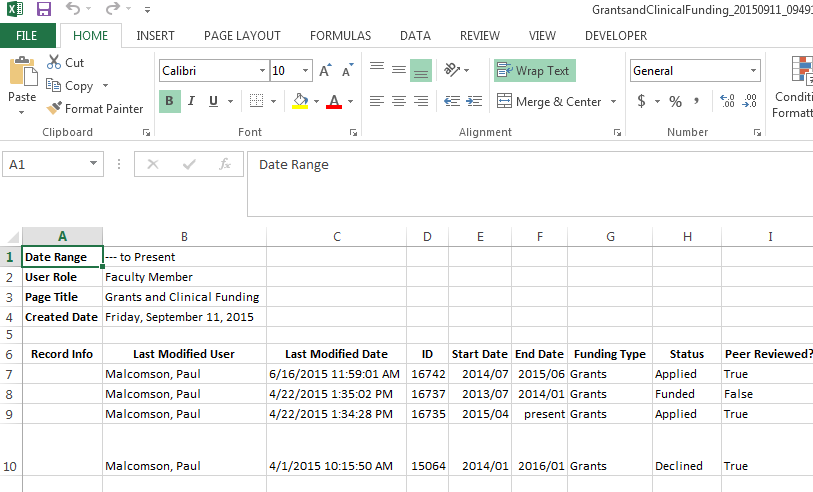 GrantsandClinicalFunding_20150911_0949
FILE HOME INSERT PAGE LAYOUT FORMULAS DATA REVIEW VIEW DEVELOPER
Paste
Cut
Copy
Format Painter
Calibri 10
B I U
Wrap Text
Merge & Center
General
$ % ,
Conditi
Formatt
Clipboard Font Alignment Number
A1 fx Date Range
A B C D E F G H I
1 Date Range --- to Present
2 User Role Faculty Member
3 Page Title Grants and Clinical Funding
4 Created Date Friday, September 11, 2015
5
6 Record Info Last Modified User Last Modified Date ID Start Date End Date Funding Type Status Peer Reviewed?
7 Malcomson, Paul 6/16/2015 11:59:01 AM 16742 2014/07 2015/06 Grants Applied True
8 Malcomson, Paul 4/22/2015 1:35:02 PM 16737 2013/07 2014/01 Grants Funded False
9 Malcomson, Paul 4/22/2015 1:34:28 PM 16735 2015/04 present Grants Applied True
10 Malcomson, Paul 4/1/2015 10:15:50 AM 15064 2014/01 2016/01 Grants Declined True